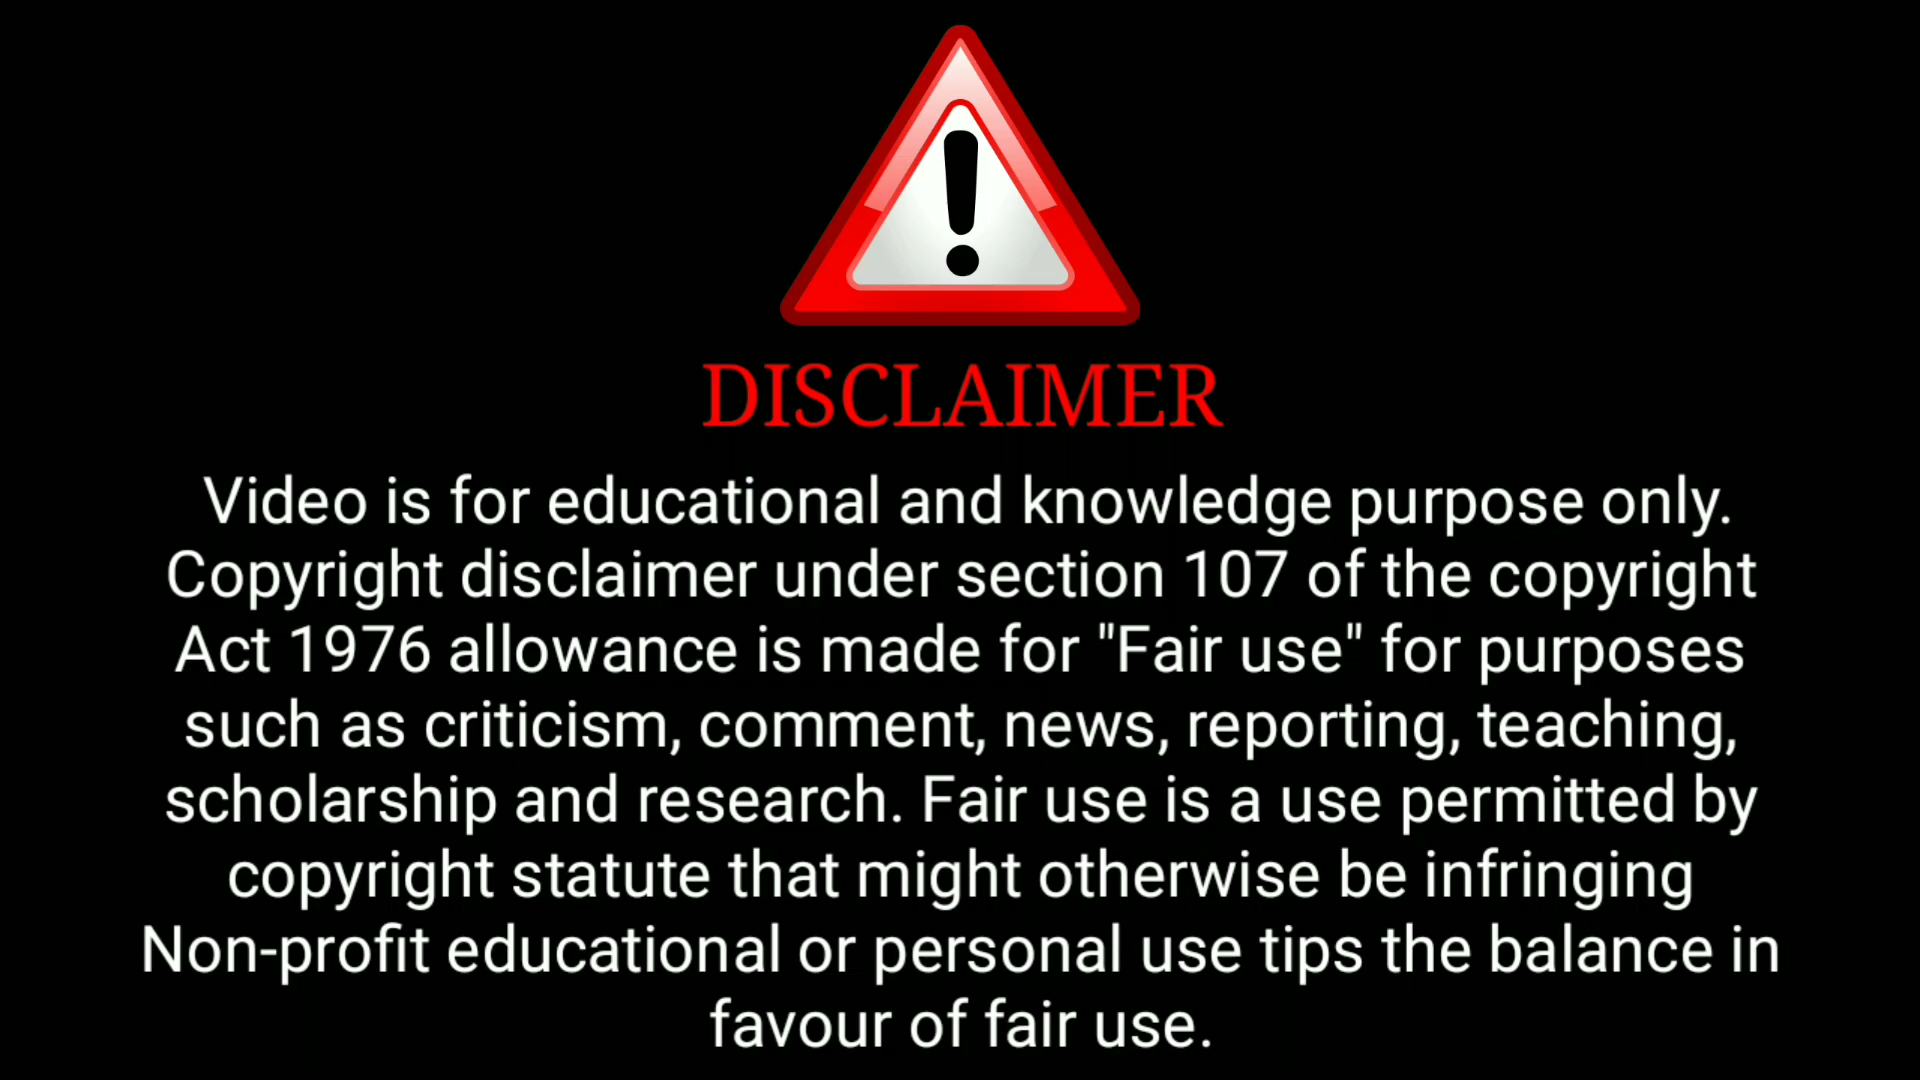 DISCLAIMER
Video is for educational and knowledge purpose only.
Copyright disclaimer under section 107 of the copyright
Act 1976 allowance is made for "Fair use" for purposes
such as criticism, comment, news, reporting, teaching,
scholarship and research. Fair use is a use permitted by
copyright statute that might otherwise be infringing
Non-profit educational or personal use tips the balance in
favour of fair use.